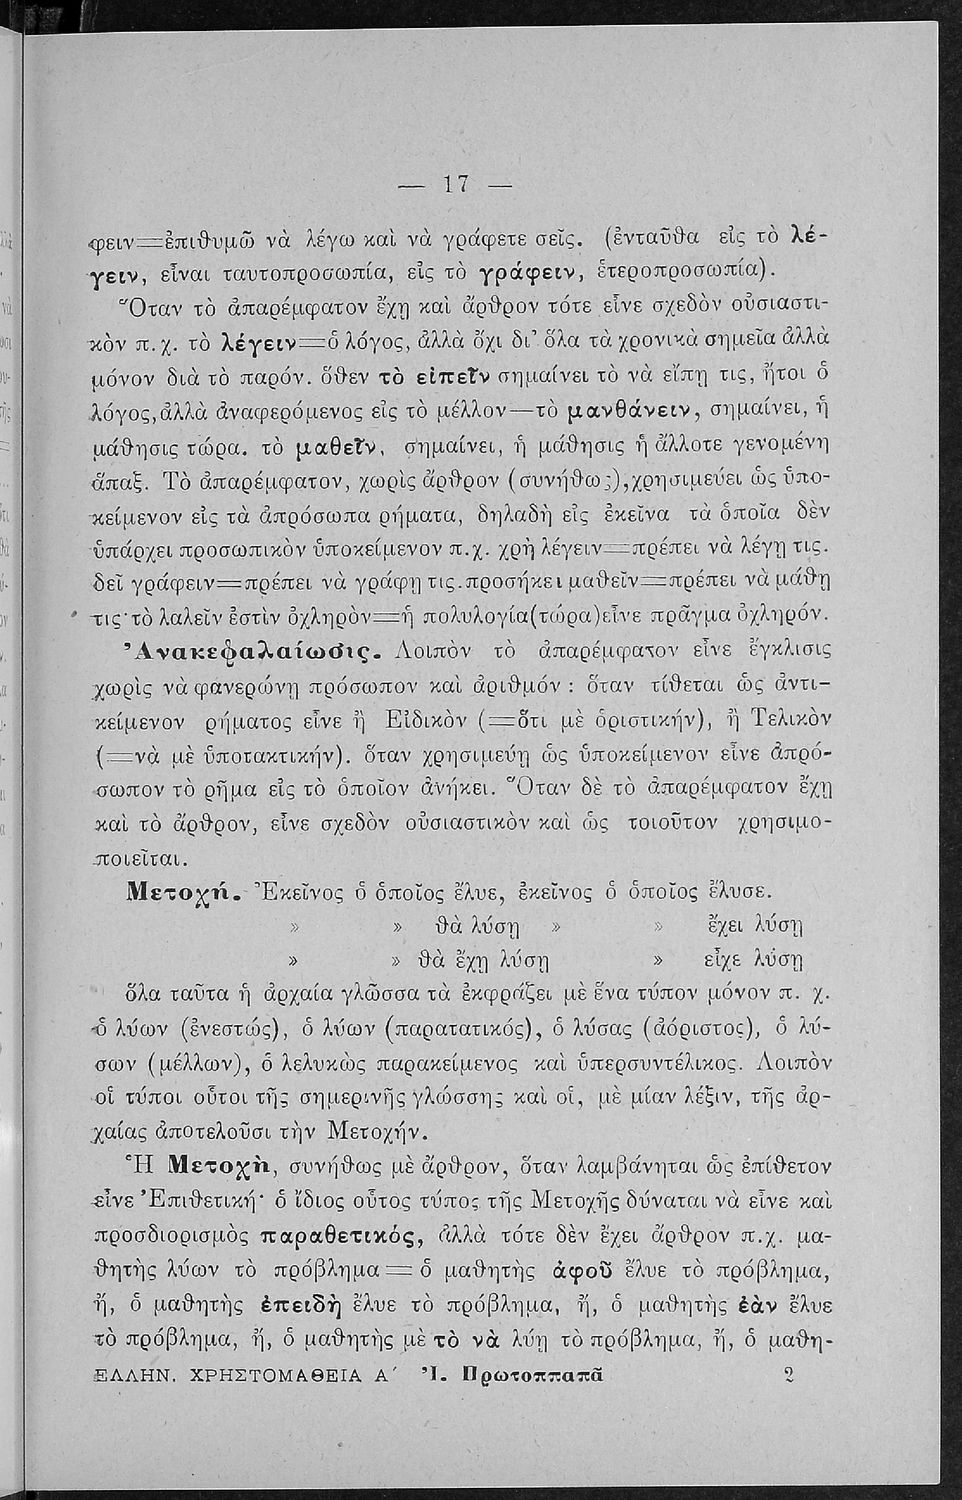 — 17 —
φειν=ἐπιθυμῶ νὰ λέγω καὶ νὰ γράφετε σεῖς. (ἐνταῦθα εἰς τὸ λέ-
γειν, εἶναι ταυτοπροσωπία, εἰς τὸ γράφειν, ἑτεροπροσωπία).
Ὅταν τὸ ἀπαρέμφατον ἔχῃ καὶ ἄρθρον τότε εἶνε σχεδὸν οὐσιαστι-
κὸν π.χ. τὸ λέγειν=ὁ λόγος, ἀλλὰ ὄχι δι' ὅλα τὰ χρονικὰ σημεῖα ἀλλὰ
μόνον διὰ τὸ παρόν. ὅθεν τὸ εἰπεῖν σημαίνει τὸ νὰ εἴπῃ τις, ἤτοι ὁ
λόγος, ἀλλὰ ἀναφερόμενος εἰς τὸ μέλλον—τὸ μανθάνειν, σημαίνει, ἡ
μάθησις τώρα. τὸ μαθεῖν, σημαίνει, ἡ μάθησις ἡ ἄλλοτε γενομένη
ἅπαξ. Τὸ ἀπαρέμφατον, χωρὶς ἄρθρον (συνήθως), χρησιμεύει ὡς ὑπο-
κείμενον εἰς τὰ ἀπρόσωπα ρήματα, δηλαδὴ εἰς ἐκεῖνα τὰ ὁποῖα δὲν
ὑπάρχει προσωπικὸν ὑποκείμενον π.χ. χρὴ λέγειν=πρέπει νὰ λέγῃ τις.
δεῖ γράφειν=πρέπει νὰ γράφῃ τις. προσήκει μαθεῖν=πρέπει νὰ μάθῃ
τις· τὸ λαλεῖν ἐστὶν ὀχληρὸν=ἡ πολυλογία (τώρα) εἶνε πρᾶγμα ὀχληρόν.
Ἀνακεφαλαίωσις. Λοιπὸν τὸ ἀπαρέμφατον εἶνε ἔγκλισις
χωρὶς νὰ φανερώνῃ πρόσωπον καὶ ἀριθμόν : ὅταν τίθεται ὡς ἀντι-
κείμενον ρήματος εἶνε ἢ Εἰδικὸν (=ὅτι μὲ ὁριστικήν), ἢ Τελικὸν
(=νὰ μὲ ὑποτακτικήν). ὅταν χρησιμεύῃ ὡς ὑποκείμενον εἶνε ἀπρό-
σωπον τὸ ρῆμα εἰς τὸ ὁποῖον ἀνήκει. Ὅταν δὲ τὸ ἀπαρέμφατον ἔχῃ
καὶ τὸ ἄρθρον, εἶνε σχεδὸν οὐσιαστικὸν καὶ ὡς τοιοῦτον χρησιμο-
ποιεῖται.
Μετοχή. Ἐκεῖνος ὁ ὁποῖος ἔλυε, ἐκεῖνος ὁ ὁποῖος ἔλυσε.
» » θὰ λύσῃ » » ἔχει λύσῃ
» » θὰ ἔχῃ λύσῃ » εἶχε λύσῃ
ὅλα ταῦτα ἡ ἀρχαία γλῶσσα τὰ ἐκφράζει μὲ ἕνα τύπον μόνον π. χ.
ὁ λύων (ἐνεστώς), ὁ λύων (παρατατικός), ὁ λύσας (ἀόριστος), ὁ λύ-
σων (μέλλων), ὁ λελυκὼς παρακείμενος καὶ ὑπερσυντέλικος. Λοιπὸν
οἱ τύποι οὗτοι τῆς σημερινῆς γλώσσης καὶ οἱ, μὲ μίαν λέξιν, τῆς ἀρ-
χαίας ἀποτελοῦσι τὴν Μετοχήν.
Ἡ Μετοχὴ, συνήθως μὲ ἄρθρον, ὅταν λαμβάνηται ὡς ἐπίθετον
εἶνε Ἐπιθετική· ὁ ἴδιος οὗτος τύπος τῆς Μετοχῆς δύναται νὰ εἶνε καὶ
προσδιορισμὸς παραθετικός, ἀλλὰ τότε δὲν ἔχει ἄρθρον π.χ. μα-
θητὴς λύων τὸ πρόβλημα = ὁ μαθητὴς ἀφοῦ ἔλυε τὸ πρόβλημα,
ἤ, ὁ μαθητὴς ἐπειδὴ ἔλυε τὸ πρόβλημα, ἤ, ὁ μαθητὴς ἐὰν ἔλυε
τὸ πρόβλημα, ἤ, ὁ μαθητὴς μὲ τὸ νὰ λύῃ τὸ πρόβλημα, ἤ, ὁ μαθη-
ΕΛΛΗΝ. ΧΡΗΣΤΟΜΑΘΕΙΑ Α΄ Ἰ. Πρωτοππαπᾶ 2